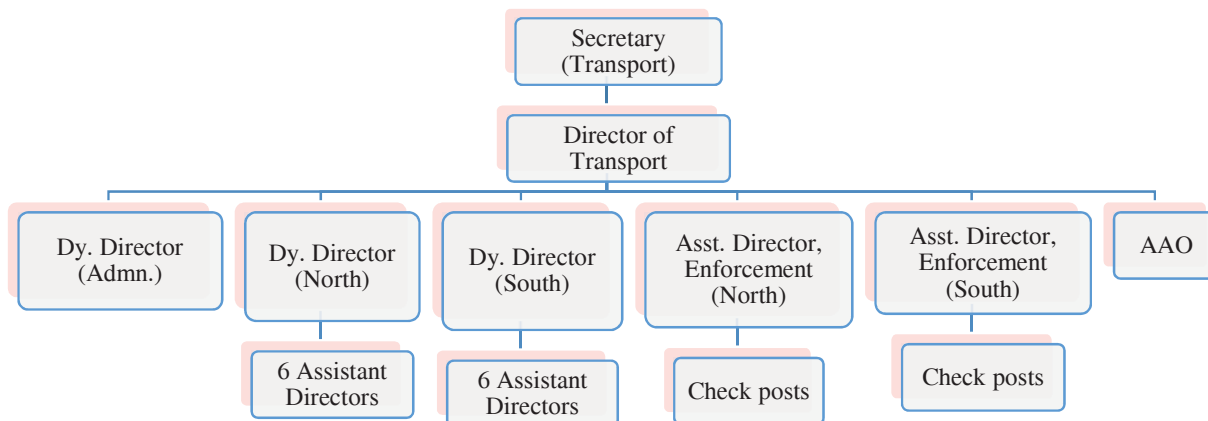 Secretary
(Transport)
Director of
Transport
Dy. Director
(Admn.)
Dy. Director
(North)
Dy. Director
(South)
Asst. Director,
Enforcement
(North)
Asst. Director,
Enforcement
(South)
AAO
6 Assistant
Directors
6 Assistant
Directors
Check posts
Check posts